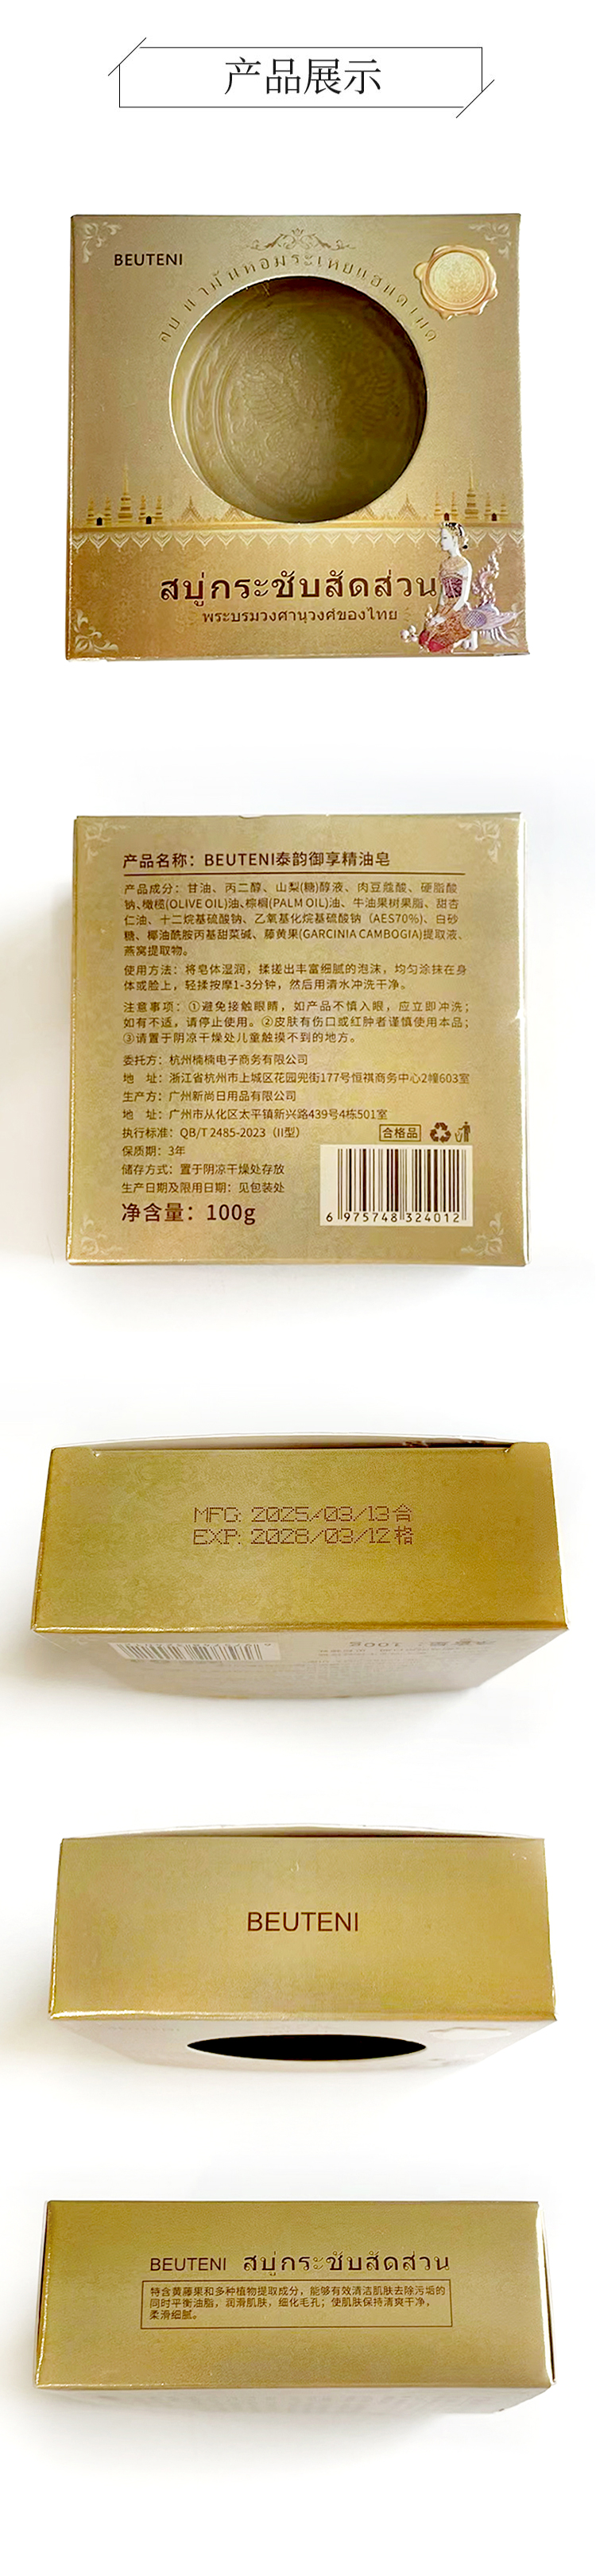 产品展示
BEUTENI
สบู่กระชับสัดส่วน
พระบรมวงศานุวงศ์ของไทย
产品名称：BEUTENI泰韵御享精油皂
产品成分：甘油、丙二醇、山梨(糖)醇液、肉豆蔻酸、硬脂酸
钠、橄榄(OLIVE OIL)油、棕榈(PALM OIL)油、牛油果树果脂、甜杏
仁油、十二烷基硫酸钠、乙氧基化烷基硫酸钠（AES70%)、白砂
糖、椰油酰胺丙基甜菜碱、藤黄果(GARCINIA CAMBOGIA)提取液、
燕窝提取物。
使用方法：将皂体湿润，揉搓出丰富细腻的泡沫，均匀涂抹在身
体或脸上，轻揉按摩1-3分钟，然后用清水冲洗干净。
注意事项：①避免接触眼睛，如产品不慎入眼，应立即冲洗；
如有不适，请停止使用。②皮肤有伤口或红肿者谨慎使用本品；
③请置于阴凉干燥处儿童触摸不到的地方。
委托方：杭州楠楠电子商务有限公司
地 址：浙江省杭州市上城区花园兜街177号恒祺商务中心2幢603室
生产方：广州新尚日用品有限公司
地 址：广州市从化区太平镇新兴路439号4栋501室
执行标准：QB/T 2485-2023（II型）
合格品
保质期：3年
储存方式：置于阴凉干燥处存放
生产日期及限用日期：见包装处
净含量：100g
6 975748 324012
MFG: 2025/03/13合
EXP: 2028/03/12格
BEUTENI
BEUTENI สบู่กระชับสัดส่วน
特含黄藤果和多种植物提取成分，能够有效清洁肌肤去除污垢的
同时平衡油脂，润滑肌肤，细化毛孔；使肌肤保持清爽干净，
柔滑细腻。